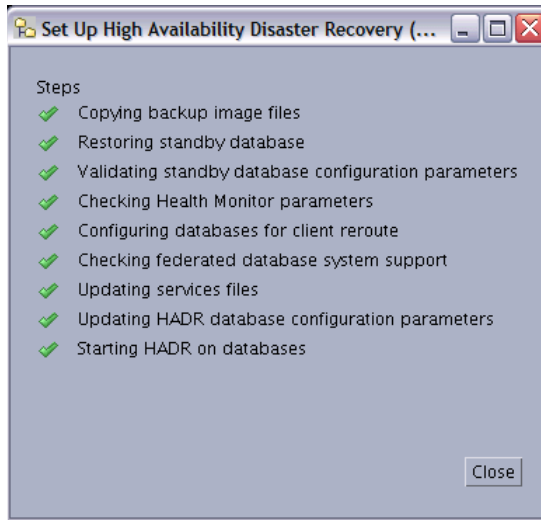 Set Up High Availability Disaster Recovery (...
Steps
Copying backup image files
Restoring standby database
Validating standby database configuration parameters
Checking Health Monitor parameters
Configuring databases for client reroute
Checking federated database system support
Updating services files
Updating HADR database configuration parameters
Starting HADR on databases
Close